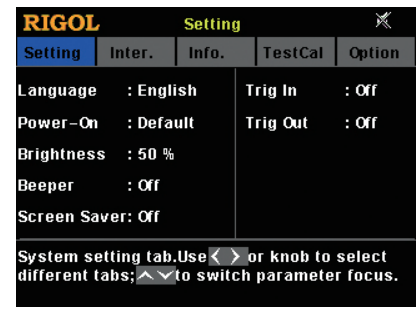 RIGOL Setting
Setting Inter. Info. TestCal Option
Language : English Trig In : Off
Power-On : Default Trig Out : Off
Brightness : 50 %
Beeper : Off
Screen Saver: Off
System setting tab.Use < > or knob to select
different tabs; to switch parameter focus.